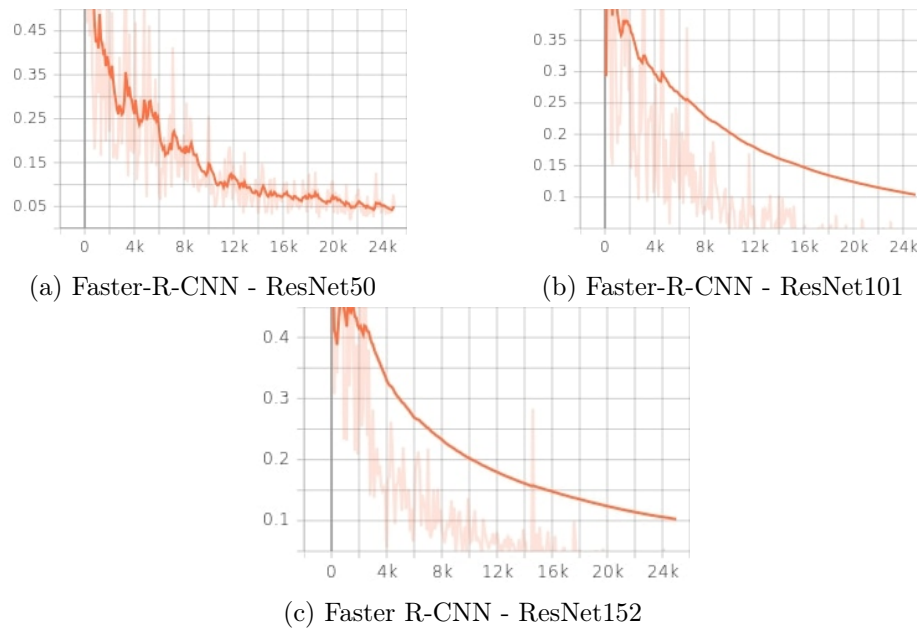 0.45
0.35
0.25
0.15
0.05
0 4k 8k 12k 16k 20k 24k
(a) Faster-R-CNN - ResNet50
0.35
0.3
0.25
0.2
0.15
0.1
0 4k 8k 12k 16k 20k 24k
(b) Faster-R-CNN - ResNet101
0.4
0.3
0.2
0.1
0 4k 8k 12k 16k 20k 24k
(c) Faster R-CNN - ResNet152